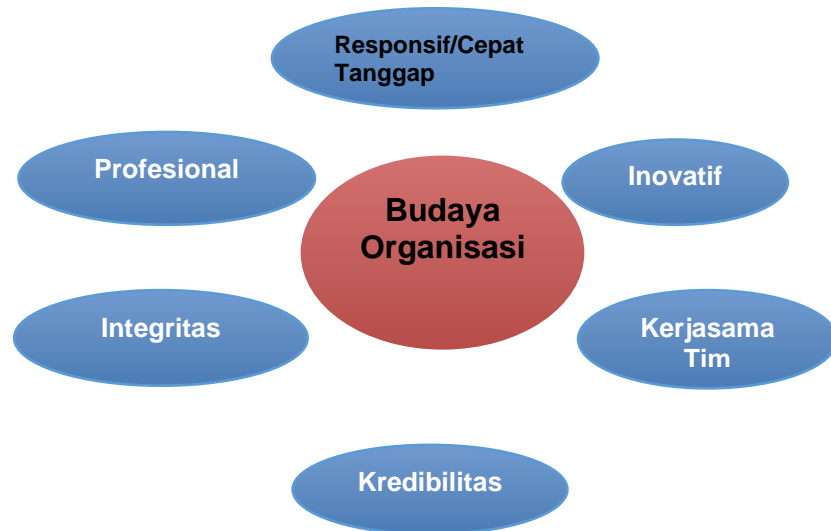 Responsif/Cepat
Tanggap
Profesional
Inovatif
Budaya
Organisasi
Integritas
Kerjasama
Tim
Kredibilitas